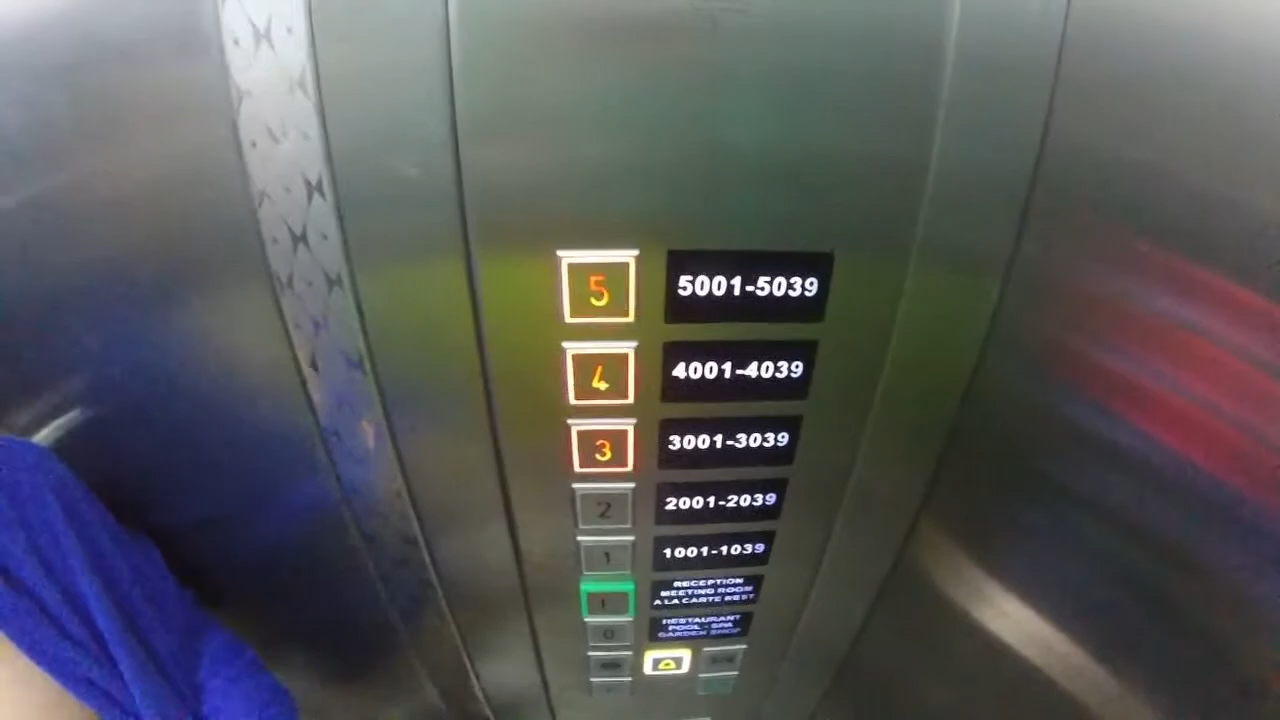 5 5001-5039
4 4001-4039
3 3001-3039
2 2001-2039
1 1001-1039
L RECEPTION
MEETING ROOM
A LA CARTE REST
0 RESTAURANT
POOL - SPA
GARDEN SHOP